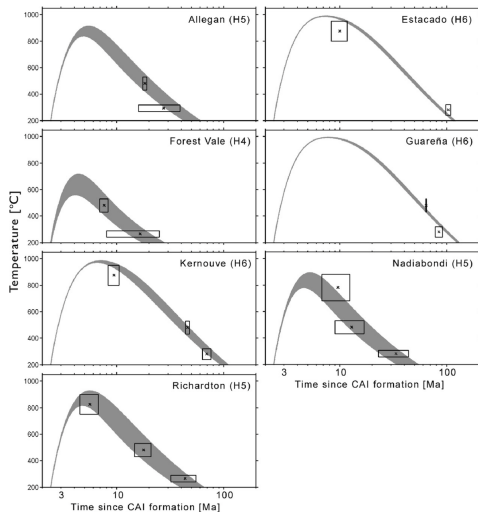 1000
800
600
400
200
Allegan (H5)
Estacado (H6)
1000
800
600
400
200
Forest Vale (H4)
Guareña (H6)
Temperature [°C]
1000
800
600
400
200
Kernouve (H6)
Nadiabondi (H5)
3 10 100
Time since CAI formation [Ma]
1000
800
600
400
200
Richardton (H5)
3 10 100
Time since CAI formation [Ma]